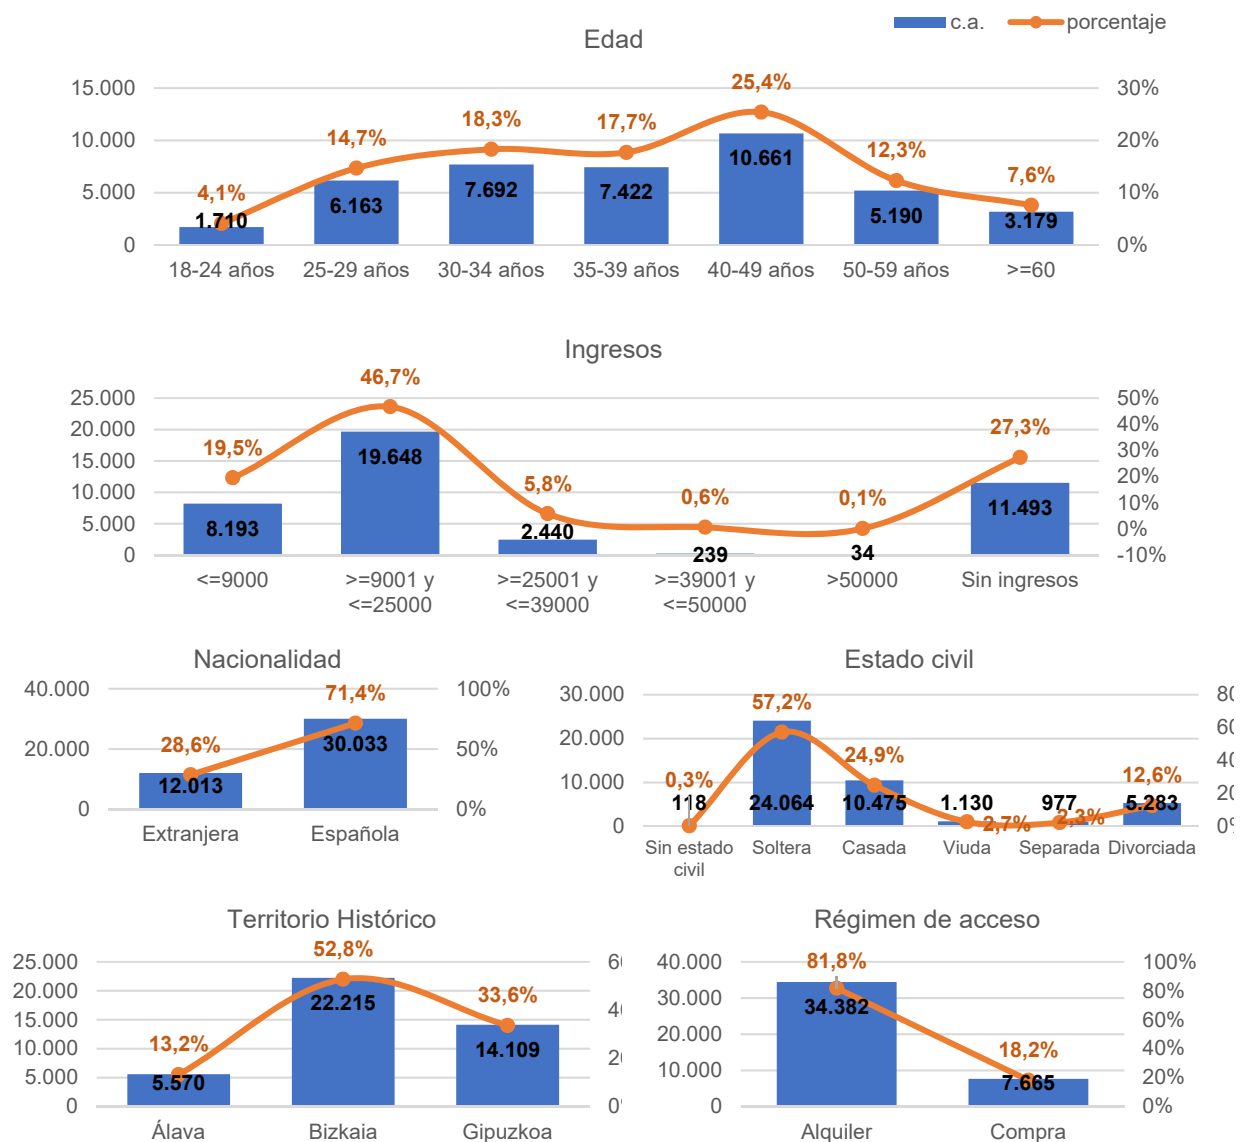 c.a. porcentaje
Edad
15.000 30%
25,4%
18,3% 17,7%
14,7%
10.000 20%
10.661
12,3%
7.692 7.422
7,6%
4,1%
6.163
5.000 10%
5.190
1.710 3.179
0 0%
18-24 años 25-29 años 30-34 años 35-39 años 40-49 años 50-59 años >=60
Ingresos
46,7%
25.000 50%
20.000 40%
19,5% 27,3%
19.648 30%
15.000 20%
5,8% 0,6% 0,1%
10.000 10%
8.193 2.440 11.493
5.000 0%
239 34
0 -10%
<=9000 >=9001 y >=25001 y >=39001 y >50000 Sin ingresos
<=25000 <=39000 <=50000
Nacionalidad
40.000 71,4% 100%
28,6% 30.033
20.000 50%
12.013
0 0%
Extranjera Española
Estado civil
30.000 57,2% 80
20.000 24,9% 60
0,3% 12,6% 40
10.000 20
118 24.064 10.475 1.130 977 5.283
2,7% 2,3%
0 0%
Sin estado Soltera Casada Viuda Separada Divorciada
civil
Territorio Histórico
52,8%
25.000 60
20.000 22.215 33,6%
15.000 40
13,2% 14.109
10.000 20
5.000 5.570
0 0%
Álava Bizkaia Gipuzkoa
Régimen de acceso
81,8%
40.000 100%
34.382
30.000 80%
60%
20.000 18,2%
40%
10.000 7.665 20%
0 0%
Alquiler Compra